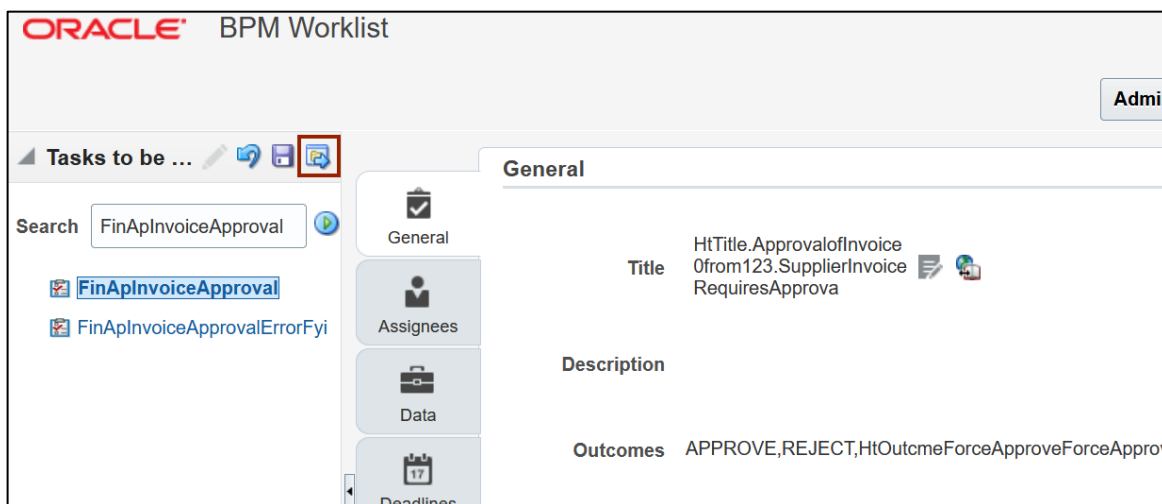 ORACLE BPM Worklist
Admi
Tasks to be ...
Search FinApInvoiceApproval
FinApInvoiceApproval
FinApInvoiceApprovalErrorFyi
General
Assignees
Data
17
Deadlines
General
Title
HtTitle.ApprovalofInvoice
0from123.SupplierInvoice
RequiresApprova
Description
Outcomes APPROVE,REJECT,HtOutcmeForceApproveForceApprov